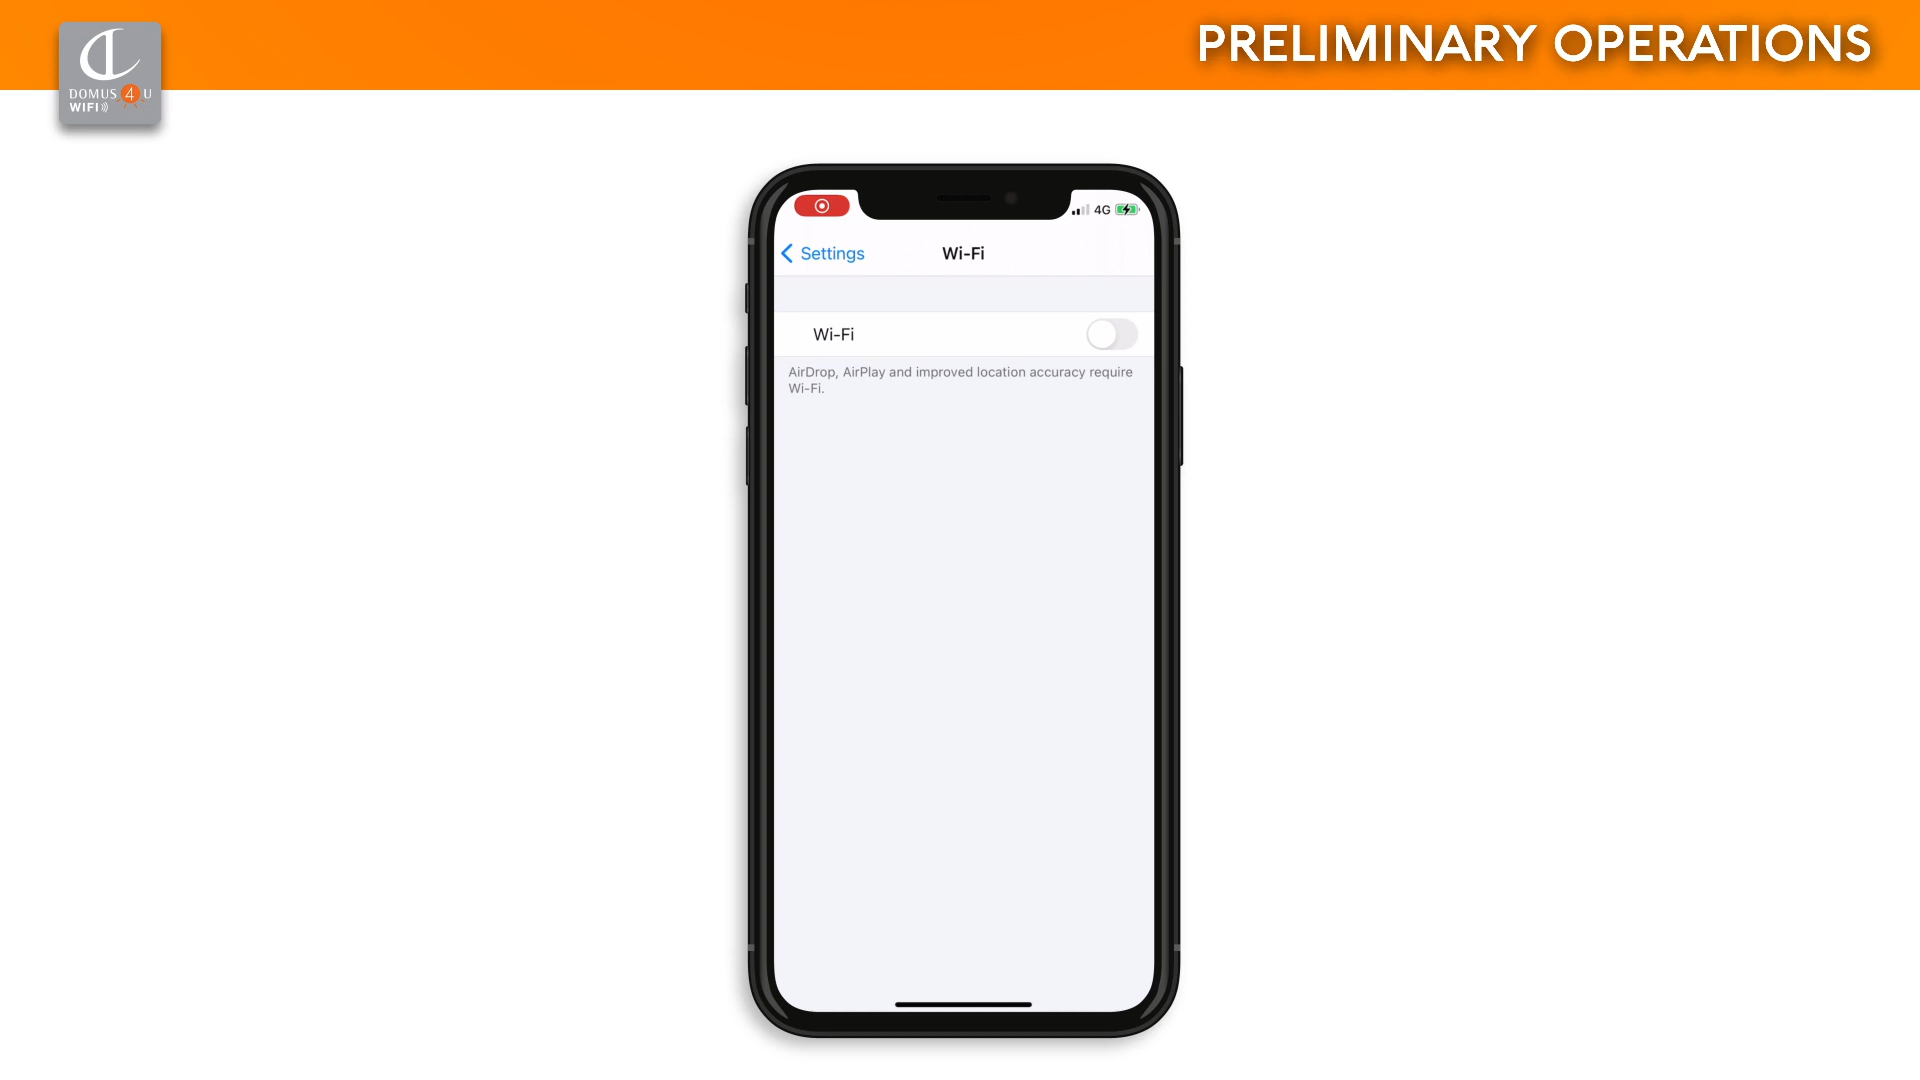 PRELIMINARY OPERATIONS
DOMUS 4 U
WIFI
4G
Settings
Wi-Fi
Wi-Fi
AirDrop, AirPlay and improved location accuracy require
Wi-Fi.